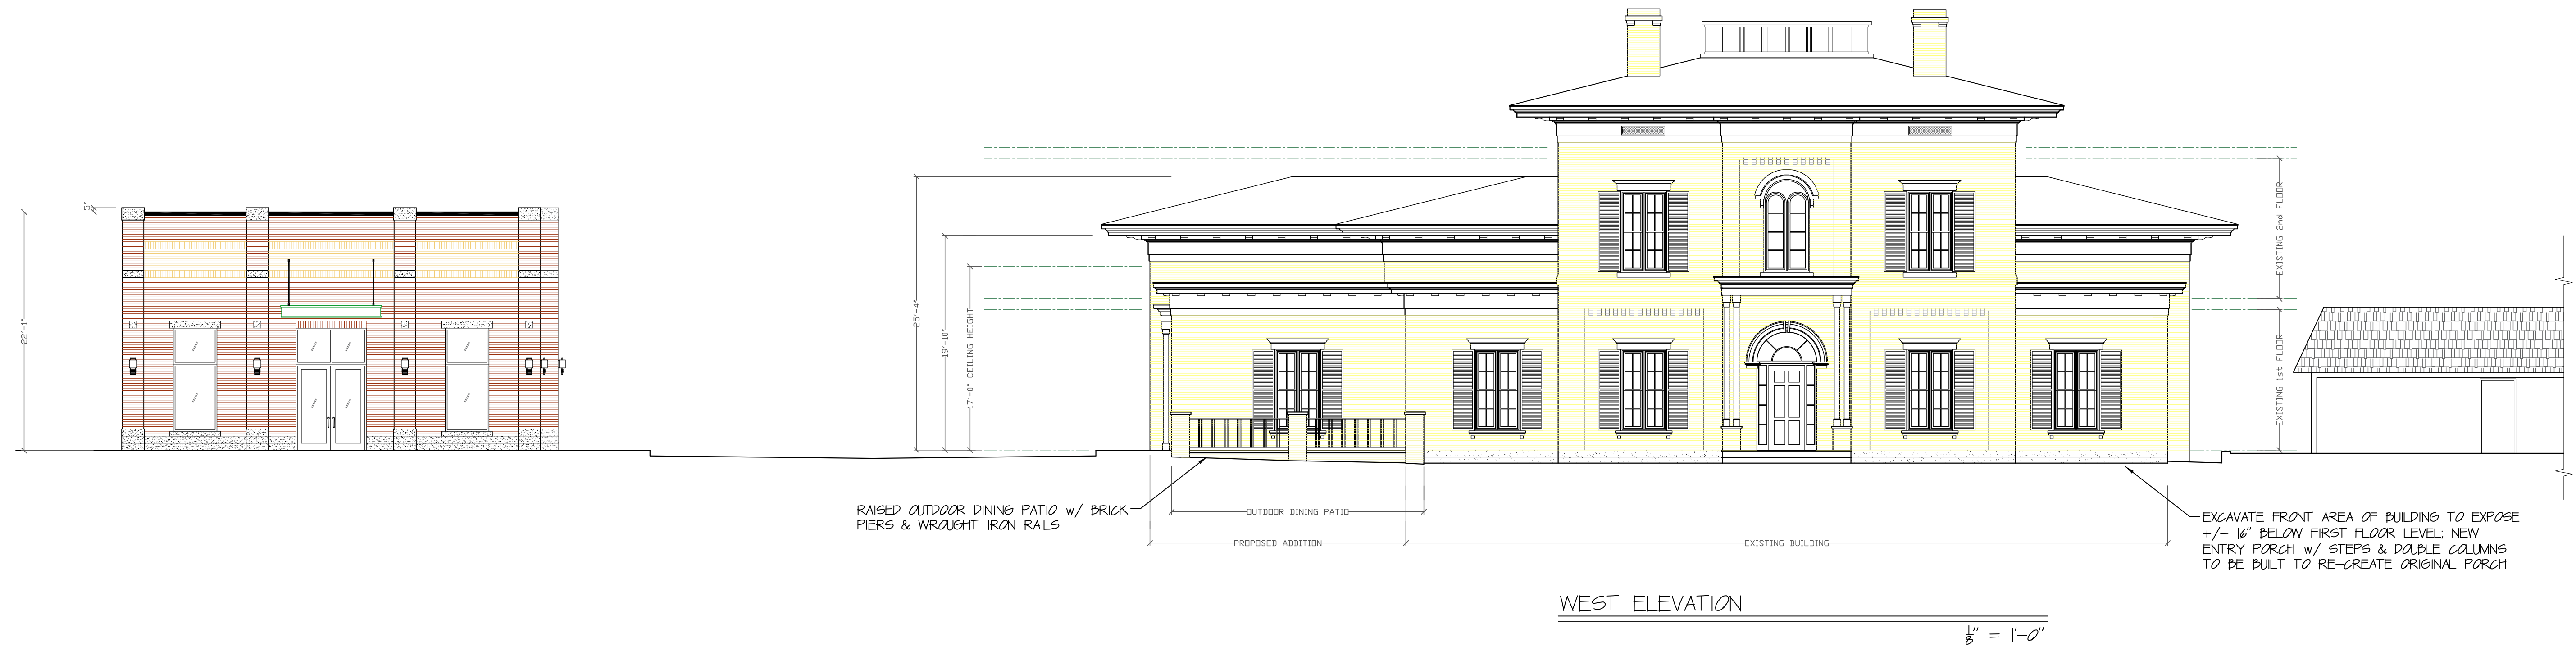 5"
22'-1"
25'-4"
19'-10"
17'-0" CEILING HEIGHT
EXISTING 2nd FLOOR
EXISTING 1st FLOOR
RAISED OUTDOOR DINING PATIO w/ BRICK
PIERS & WROUGHT IRON RAILS
OUTDOOR DINING PATIO
PROPOSED ADDITION
EXISTING BUILDING
EXCAVATE FRONT AREA OF BUILDING TO EXPOSE
+/- 16" BELOW FIRST FLOOR LEVEL; NEW
ENTRY PORCH w/ STEPS & DOUBLE COLUMNS
TO BE BUILT TO RE-CREATE ORIGINAL PORCH
WEST ELEVATION
1/8" = 1'-0"